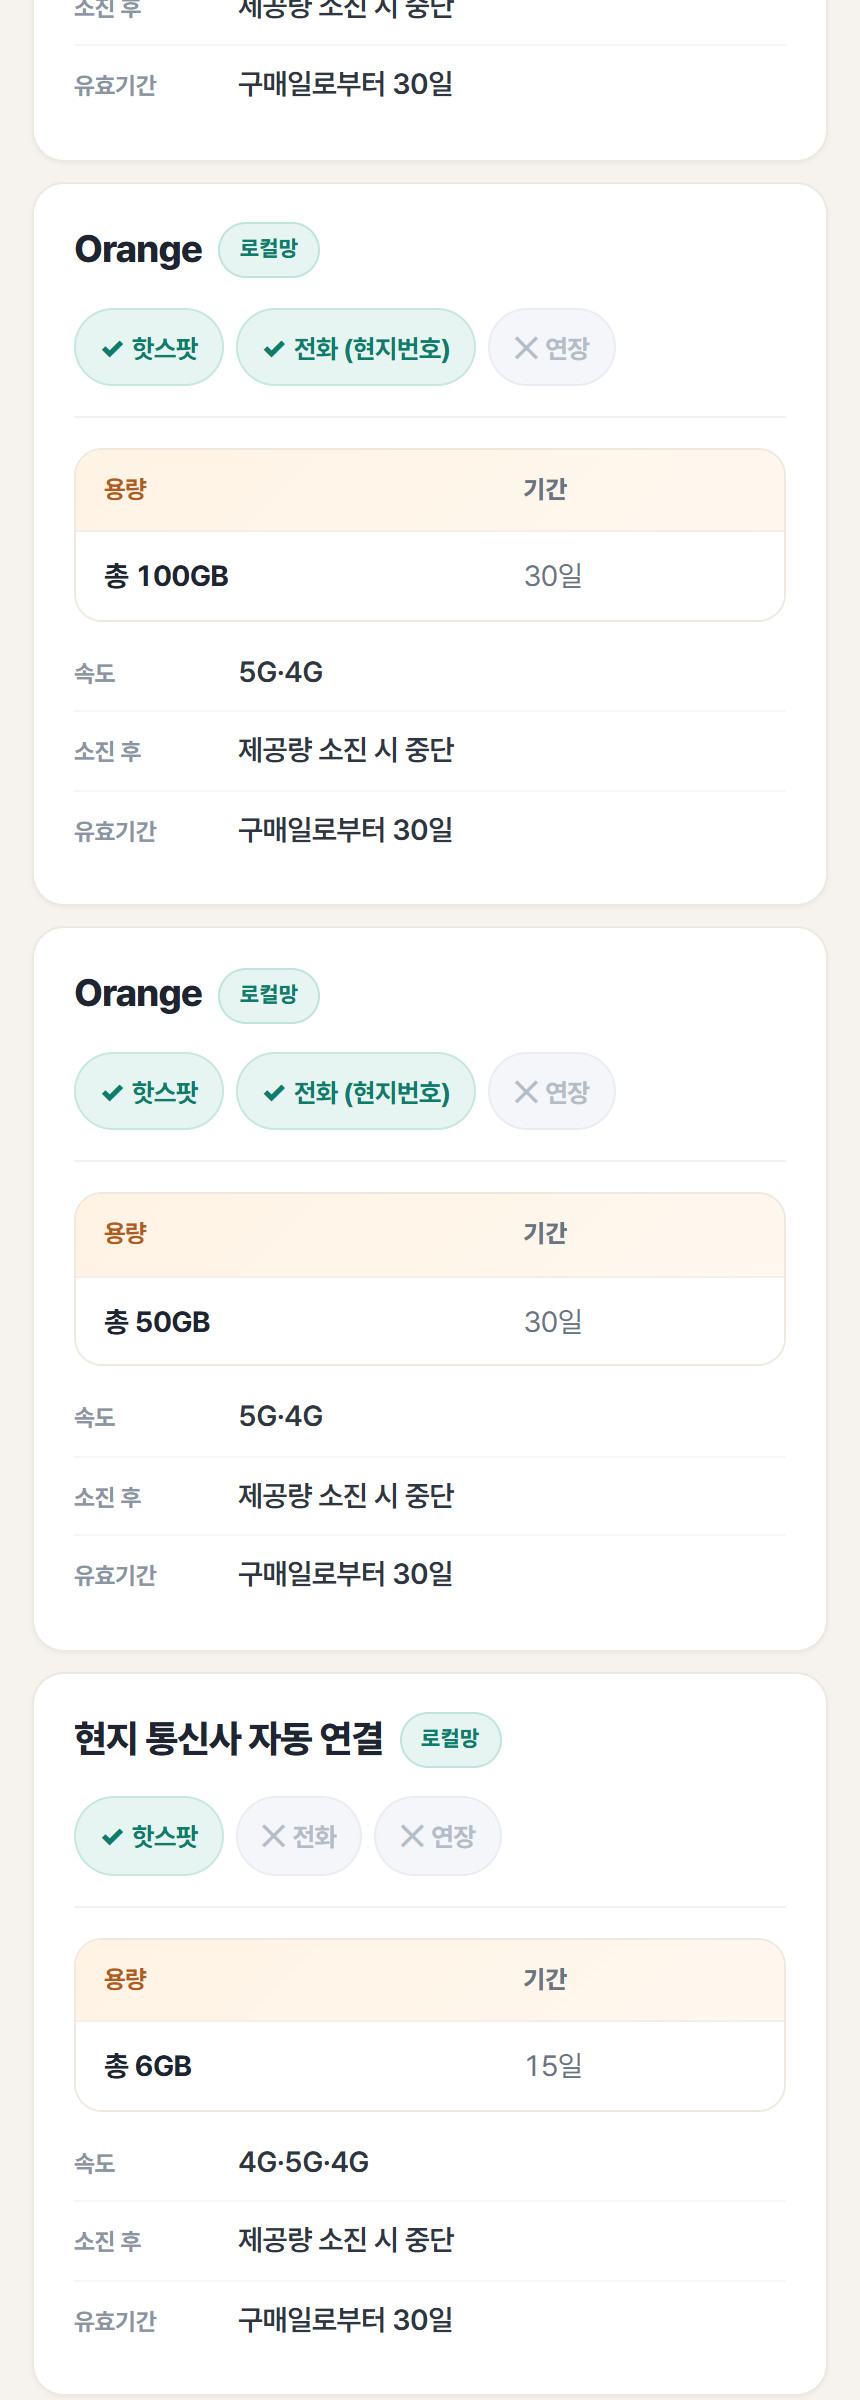 소진 후 제공량 소진 시 중단
유효기간 구매일로부터 30일
Orange 로컬망
✓ 핫스팟 ✓ 전화 (현지번호) ✕ 연장
용량 기간
총 100GB 30일
속도 5G·4G
소진 후 제공량 소진 시 중단
유효기간 구매일로부터 30일
Orange 로컬망
✓ 핫스팟 ✓ 전화 (현지번호) ✕ 연장
용량 기간
총 50GB 30일
속도 5G·4G
소진 후 제공량 소진 시 중단
유효기간 구매일로부터 30일
현지 통신사 자동 연결 로컬망
✓ 핫스팟 ✕ 전화 ✕ 연장
용량 기간
총 6GB 15일
속도 4G·5G·4G
소진 후 제공량 소진 시 중단
유효기간 구매일로부터 30일